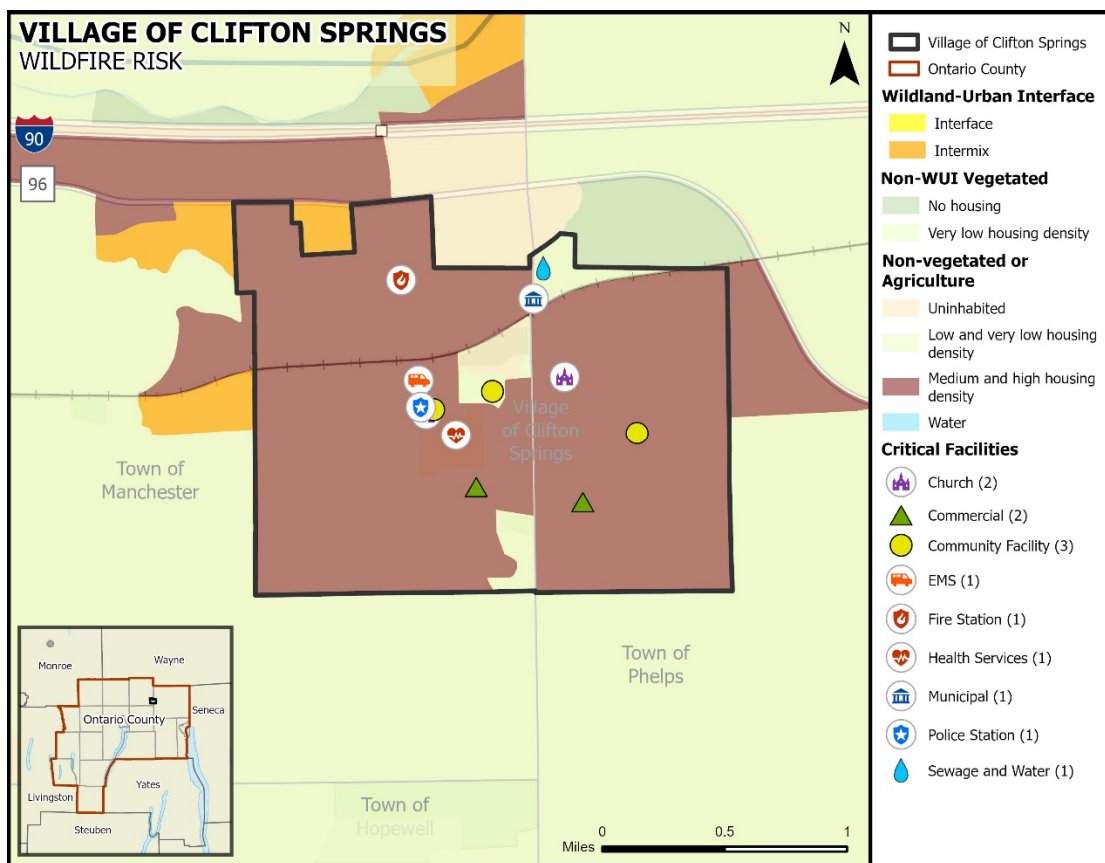 VILLAGE OF CLIFTON SPRINGS
WILDFIRE RISK
N
90
96
Village
of Clifton
Springs
Town of
Manchester
Town of
Phelps
Town of
Hopewell
Monroe
Wayne
Ontario County
Seneca
Livingston
Yates
Steuben
0 0.5 1
Miles
Village of Clifton Springs
Ontario County
Wildland-Urban Interface
Interface
Intermix
Non-WUI Vegetated
No housing
Very low housing density
Non-vegetated or
Agriculture
Uninhabited
Low and very low housing
density
Medium and high housing
density
Water
Critical Facilities
Church (2)
Commercial (2)
Community Facility (3)
EMS (1)
Fire Station (1)
Health Services (1)
Municipal (1)
Police Station (1)
Sewage and Water (1)